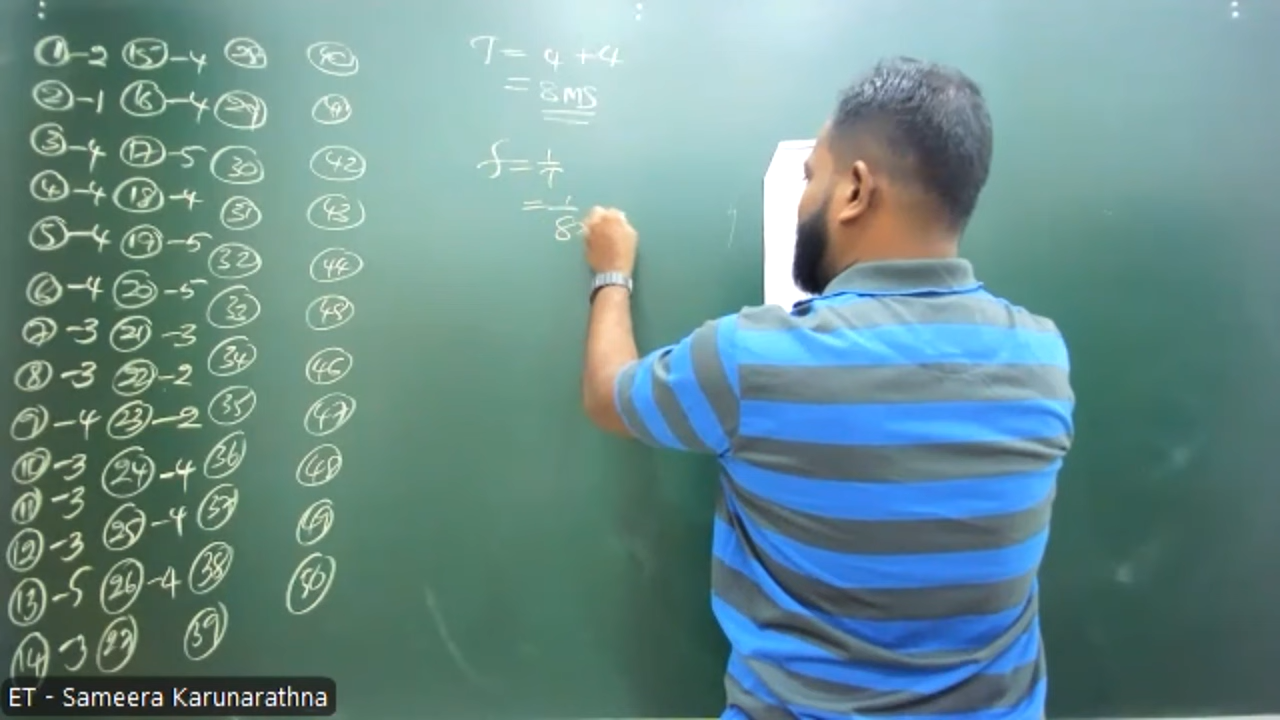 ① - 2 ⑮ - 4 ㉘ ㊵
② - 1 ⑯ - 4 ㉙ ㊶
③ - 4 ⑰ - 5 ㉚ ㊷
④ - 4 ⑱ - 4 ㉛ ㊸
⑤ - 4 ⑲ - 5 ㉜ ㊹
⑥ - 4 ⑳ - 5 ㉝
⑦ - 3 ㉑ - 3 ㉞ ㊻
⑧ - 3 ㉒ - 2 ㉟ ㊼
⑨ - 4 ㉓ - 2 ㊱ ㊽
⑩ - 3 ㉔ - 4 ㊲ ㊾
⑪ - 3 ㉕ - 4 ㊳ ㊿
⑫ - 3 ㉖ - 4 ㊴
⑬ - 5 ㉗
⑭ - 3
T = 4 + 4
= 8 MS
f = 1/T
= 1/8
ET - Sameera Karunarathna